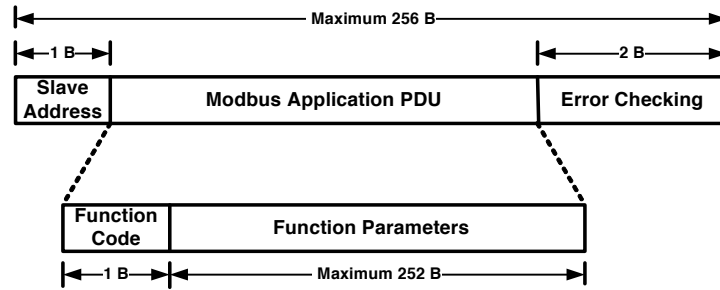 Maximum 256 B
1 B
2 B
Slave
Address
Modbus Application PDU
Error Checking
Function
Code
Function Parameters
1 B
Maximum 252 B